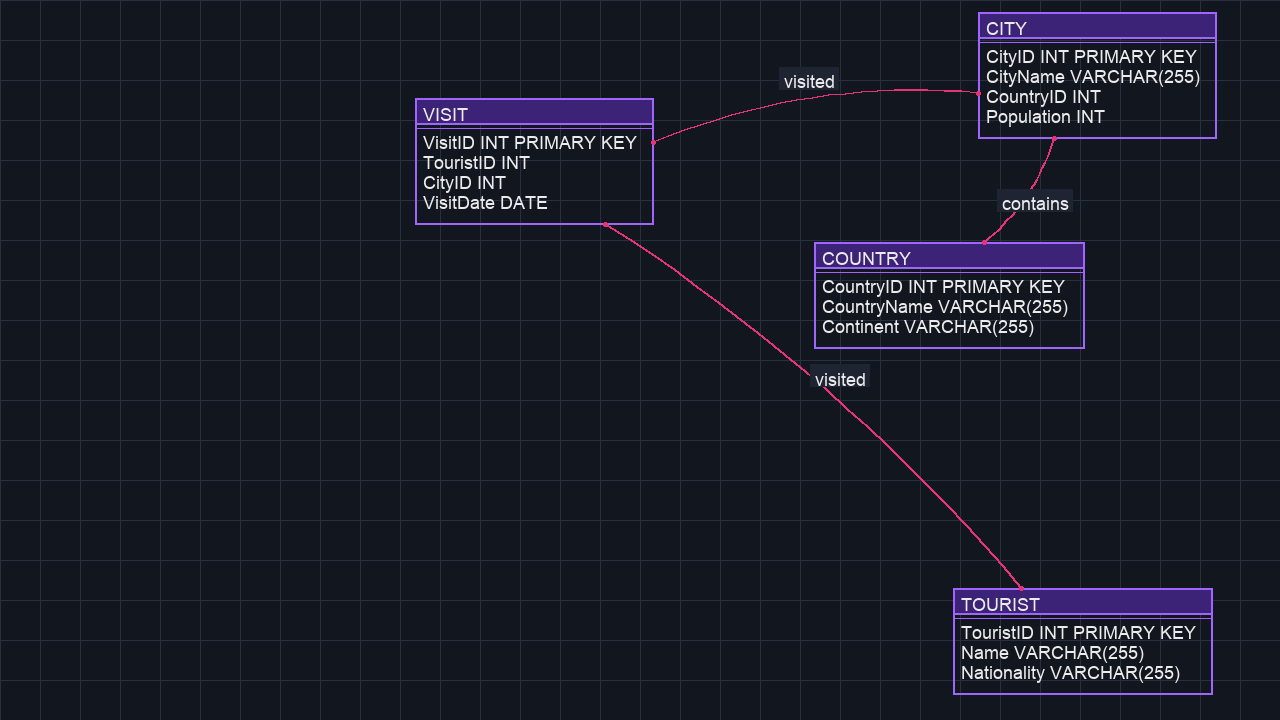 CITY
CityID INT PRIMARY KEY
CityName VARCHAR(255)
CountryID INT
Population INT
visited
VISIT
VisitID INT PRIMARY KEY
TouristID INT
CityID INT
VisitDate DATE
contains
COUNTRY
CountryID INT PRIMARY KEY
CountryName VARCHAR(255)
Continent VARCHAR(255)
visited
TOURIST
TouristID INT PRIMARY KEY
Name VARCHAR(255)
Nationality VARCHAR(255)